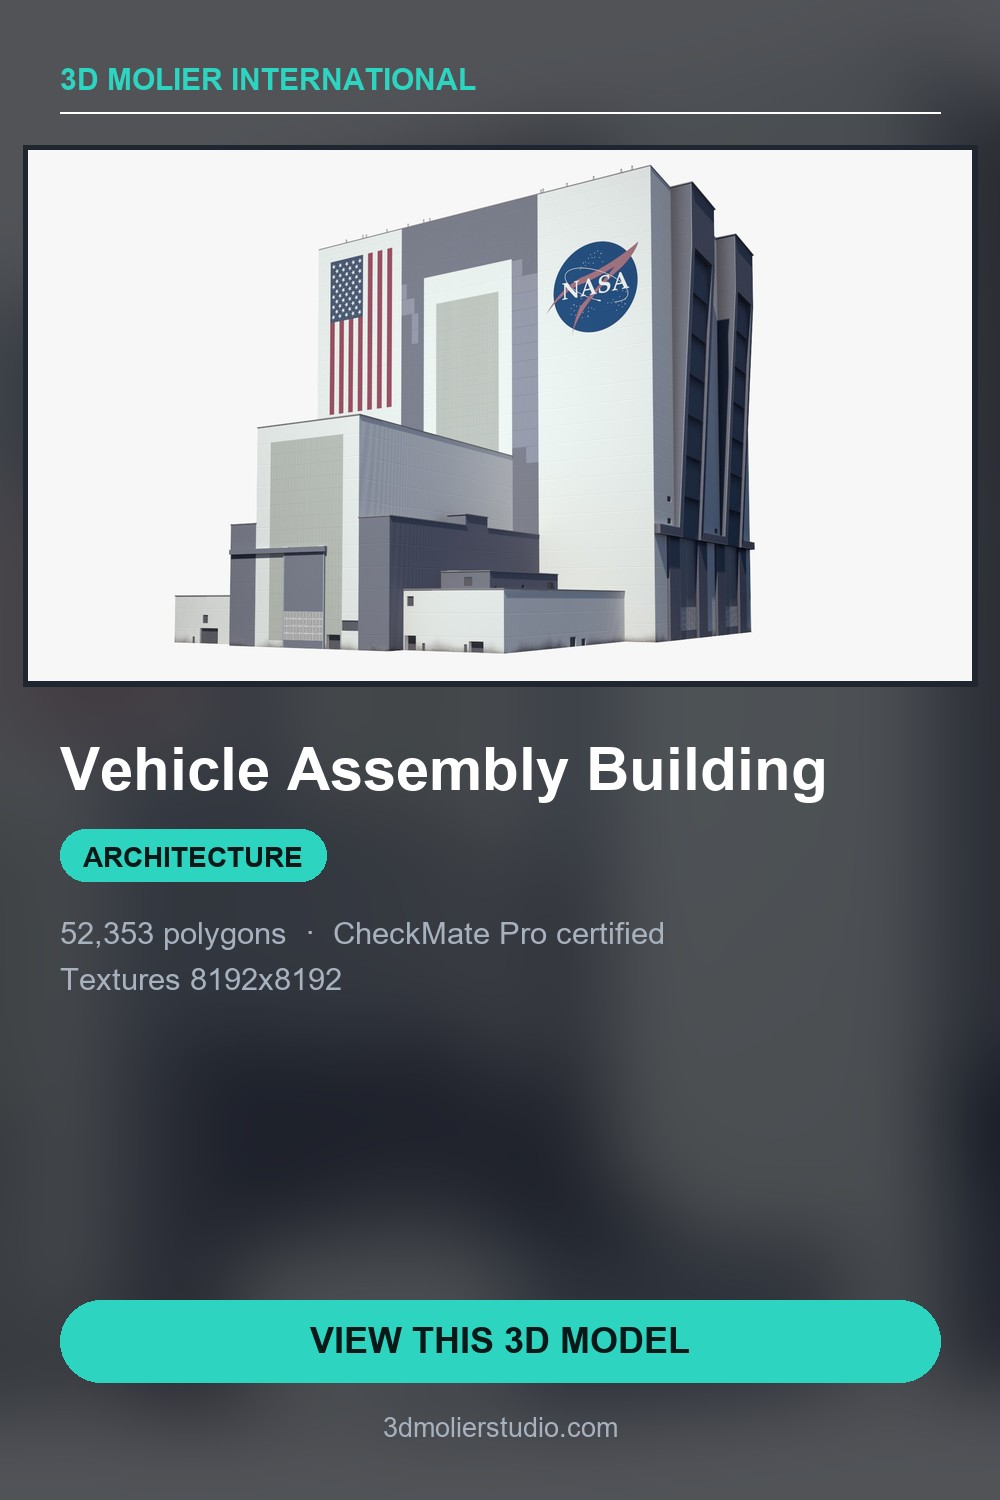 3D MOLIER INTERNATIONAL
NASA
Vehicle Assembly Building
ARCHITECTURE
52,353 polygons · CheckMate Pro certified
Textures 8192x8192
VIEW THIS 3D MODEL
3dmolierstudio.com